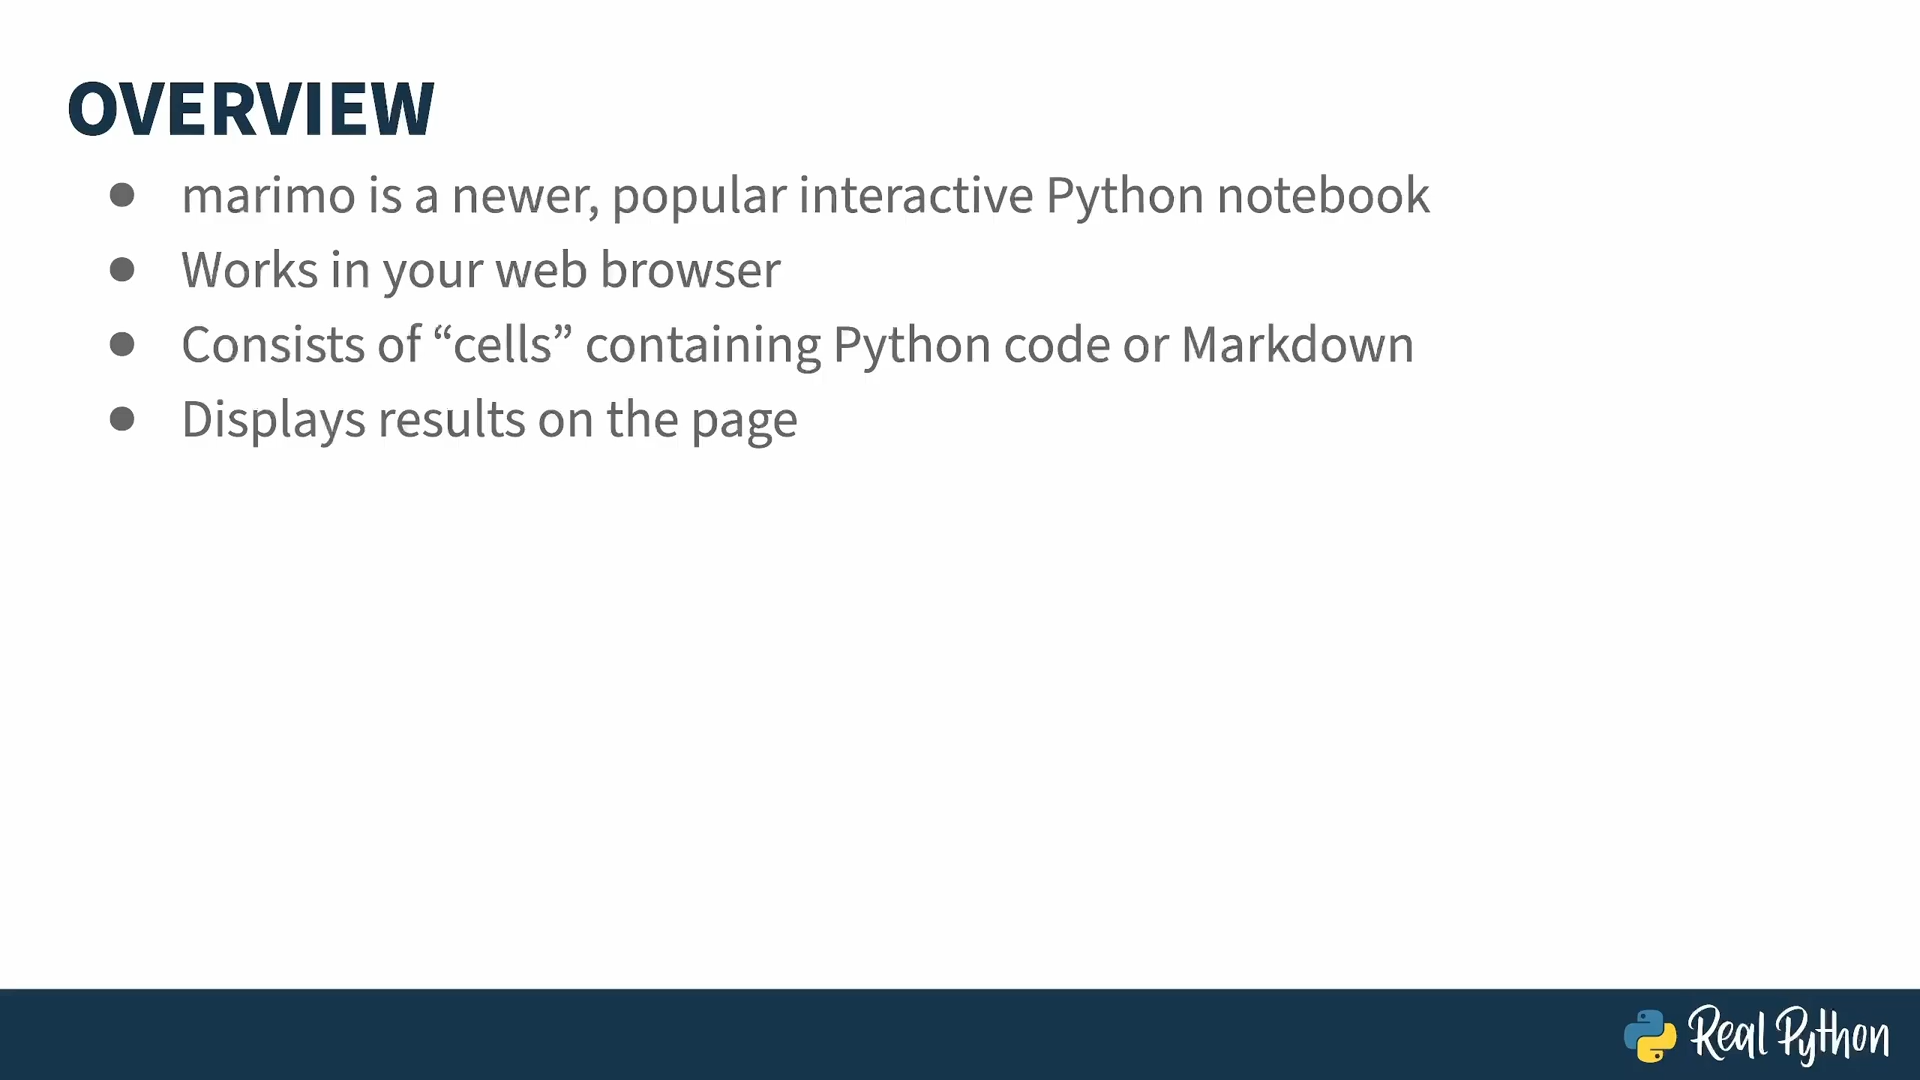 OVERVIEW
● marimo is a newer, popular interactive Python notebook
● Works in your web browser
● Consists of “cells” containing Python code or Markdown
● Displays results on the page
Real Python